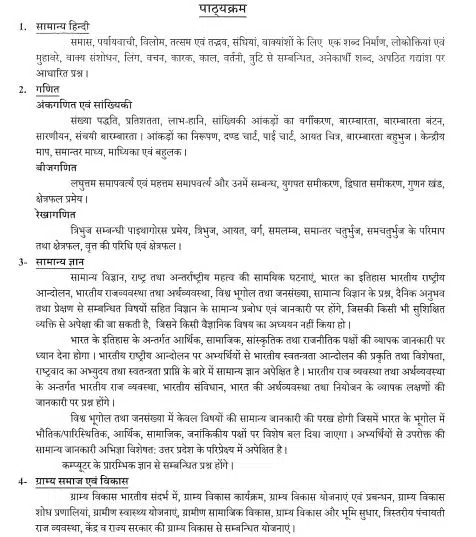 पाठ्यक्रम
1. सामान्य हिन्दी
समास, पर्यायवाची, विलोम, तत्सम एवं तद्भव, संधियां, वाक्यांशों के लिए एक शब्द निर्माण, लोकोक्तियां एवं
मुहावरे, वाक्य संशोधन, लिंग, वचन, कारक, काल, वर्तनी, त्रुटि से सम्बन्धित, अनेकार्थी शब्द, अपठित गद्यांश पर
आधारित प्रश्न।
2. गणित
अंकगणित एवं सांख्यिकी
संख्या पद्धति, प्रतिशतता, लाभ-हानि, सांख्यिकी आंकड़ों का वर्गीकरण, बारम्बारता, बारम्बारता बंटन,
सारणीयन, संचयी बारम्बारता। आंकड़ों का निरूपण, दण्ड चार्ट, पाई चार्ट, आयत चित्र, बारम्बारता बहुभुज। केन्द्रीय
माप, समान्तर माध्य, माध्यिका एवं बहुलक।
बीजगणित
लघुत्तम समापवर्त्य एवं महत्तम समापवर्त्य और उनमें सम्बन्ध, युगपत समीकरण, द्विघात समीकरण, गुणन खंड,
क्षेत्रफल प्रमेय।
रेखागणित
त्रिभुज सम्बन्धी पाइथागोरस प्रमेय, त्रिभुज, आयत, वर्ग, समलम्ब, समान्तर चतुर्भुज, समचतुर्भुज के परिमाप
तथा क्षेत्रफल, वृत्त की परिधि एवं क्षेत्रफल।
3- सामान्य ज्ञान
सामान्य विज्ञान, राष्ट्र तथा अन्तर्राष्ट्रीय महत्व की सामयिक घटनाएं, भारत का इतिहास भारतीय राष्ट्रीय
आन्दोलन, भारतीय राजव्यवस्था तथा अर्थव्यवस्था, विश्व भूगोल तथा जनसंख्या, सामान्य विज्ञान के प्रश्न, दैनिक अनुभव
तथा प्रेक्षण से सम्बन्धित विषयों सहित विज्ञान के सामान्य प्रबोध एवं जानकारी पर होंगे, जिसकी किसी भी सुशिक्षित
व्यक्ति से अपेक्षा की जा सकती है, जिसने किसी वैज्ञानिक विषय का अध्ययन नहीं किया हो।
भारत के इतिहास के अन्तर्गत आर्थिक, सामाजिक, सांस्कृतिक तथा राजनीतिक पक्षों की व्यापक जानकारी पर
ध्यान देना होगा। भारतीय राष्ट्रीय आन्दोलन पर अभ्यर्थियों से भारतीय स्वतन्त्रता आन्दोलन की प्रकृति तथा विशेषता,
राष्ट्रवाद का अभ्युदय तथा स्वतन्त्रता प्राप्ति के बारे में सामान्य ज्ञान अपेक्षित है। भारतीय राज व्यवस्था तथा अर्थव्यवस्था
के अन्तर्गत भारतीय राज व्यवस्था, भारतीय संविधान, भारत की अर्थव्यवस्था तथा नियोजन के व्यापक लक्षणों की
जानकारी पर प्रश्न होंगे।
विश्व भूगोल तथा जनसंख्या में केवल विषयों की सामान्य जानकारी की परख होगी जिसमें भारत के भूगोल में
भौतिक/पारिस्थितिक, आर्थिक, सामाजिक, जनांकिकीय पक्षों पर विशेष बल दिया जाएगा। अभ्यर्थियों से उपरोक्त की
सामान्य जानकारी अभिज्ञा विशेषतः उत्तर प्रदेश के परिप्रेक्ष्य में अपेक्षित है।
कम्प्यूटर के प्रारम्भिक ज्ञान से सम्बन्धित प्रश्न होंगे।
4- ग्राम्य समाज एवं विकास
ग्राम्य विकास भारतीय संदर्भ में, ग्राम्य विकास कार्यक्रम, ग्राम्य विकास योजनाएं एवं प्रबन्धन, ग्राम्य विकास
शोध प्रणालियां, ग्रामीण स्वास्थ्य योजनाएं, ग्रामीण सामाजिक विकास, ग्राम्य विकास और भूमि सुधार, त्रिस्तरीय पंचायती
राज व्यवस्था, केंद्र व राज्य सरकार की ग्राम्य विकास से सम्बन्धित योजनाएं।